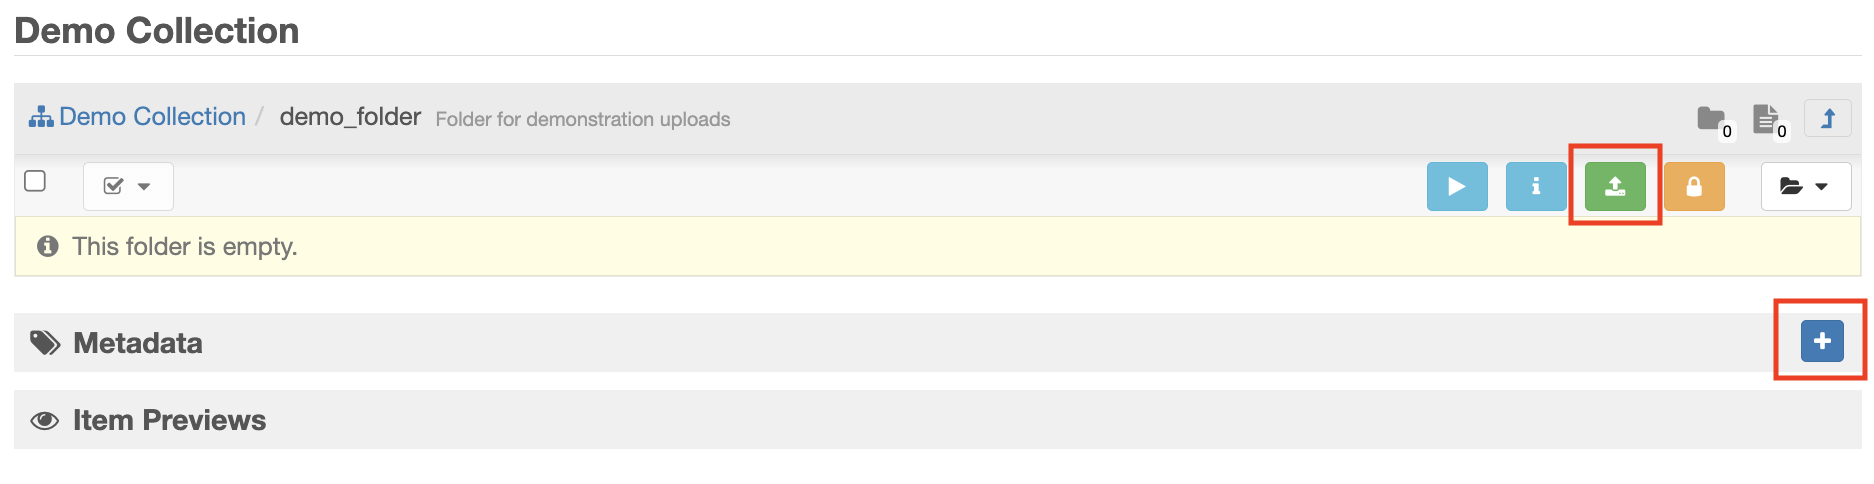 Demo Collection
Demo Collection / demo_folder Folder for demonstration uploads 0 0
This folder is empty.
Metadata
Item Previews